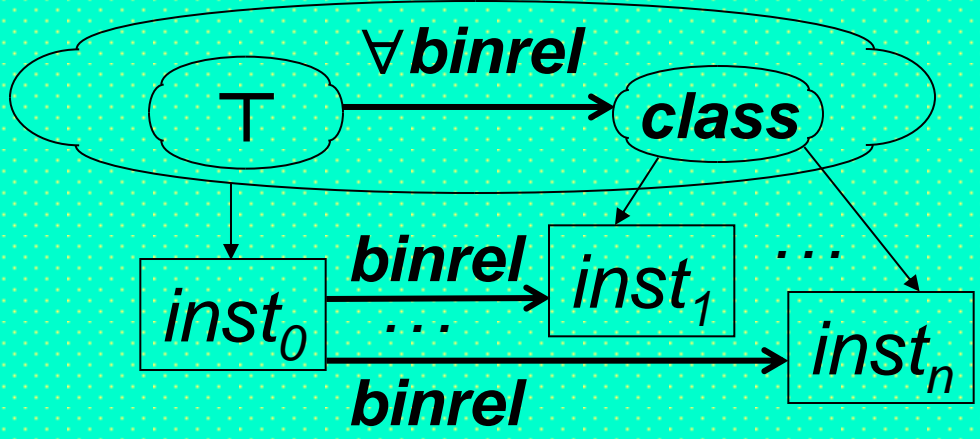 ∀ binrel
⊤ class
binrel
… inst₁ …
inst₀ instₙ
binrel